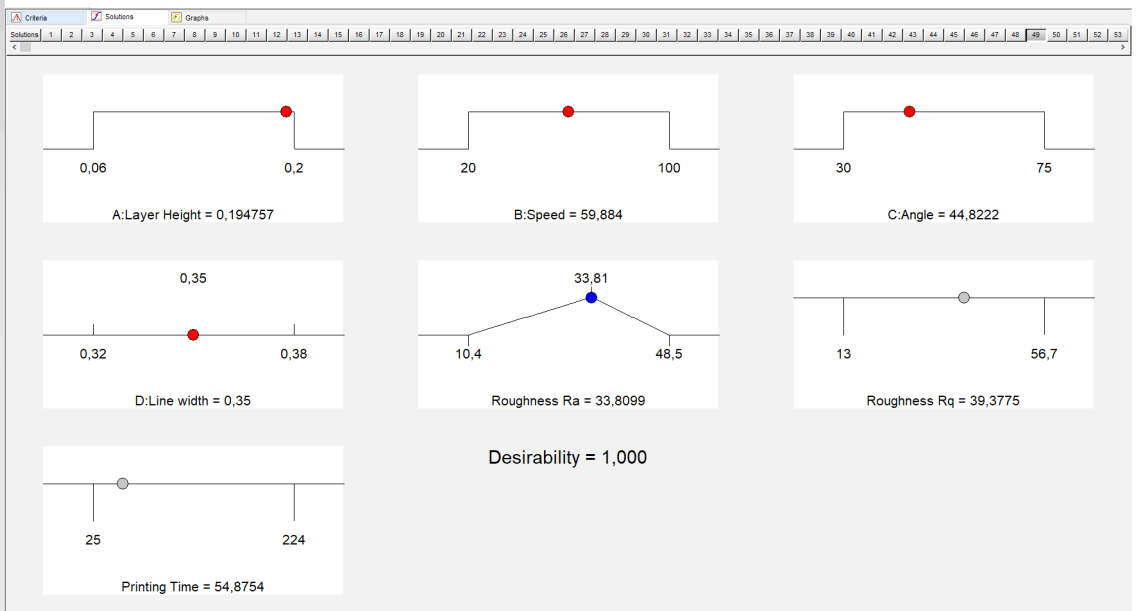 Criteria Solutions Graphs
Solutions 1 2 3 4 5 6 7 8 9 10 11 12 13 14 15 16 17 18 19 20 21 22 23 24 25 26 27 28 29 30 31 32 33 34 35 36 37 38 39 40 41 42 43 44 45 46 47 48 49 50 51 52 53
0,06 0,2
A:Layer Height = 0,194757
20 100
B:Speed = 59,884
30 75
C:Angle = 44,8222
0,35
0,32 0,38
D:Line width = 0,35
33,81
10,4 48,5
Roughness Ra = 33,8099
13 56,7
Roughness Rq = 39,3775
25 224
Printing Time = 54,8754
Desirability = 1,000